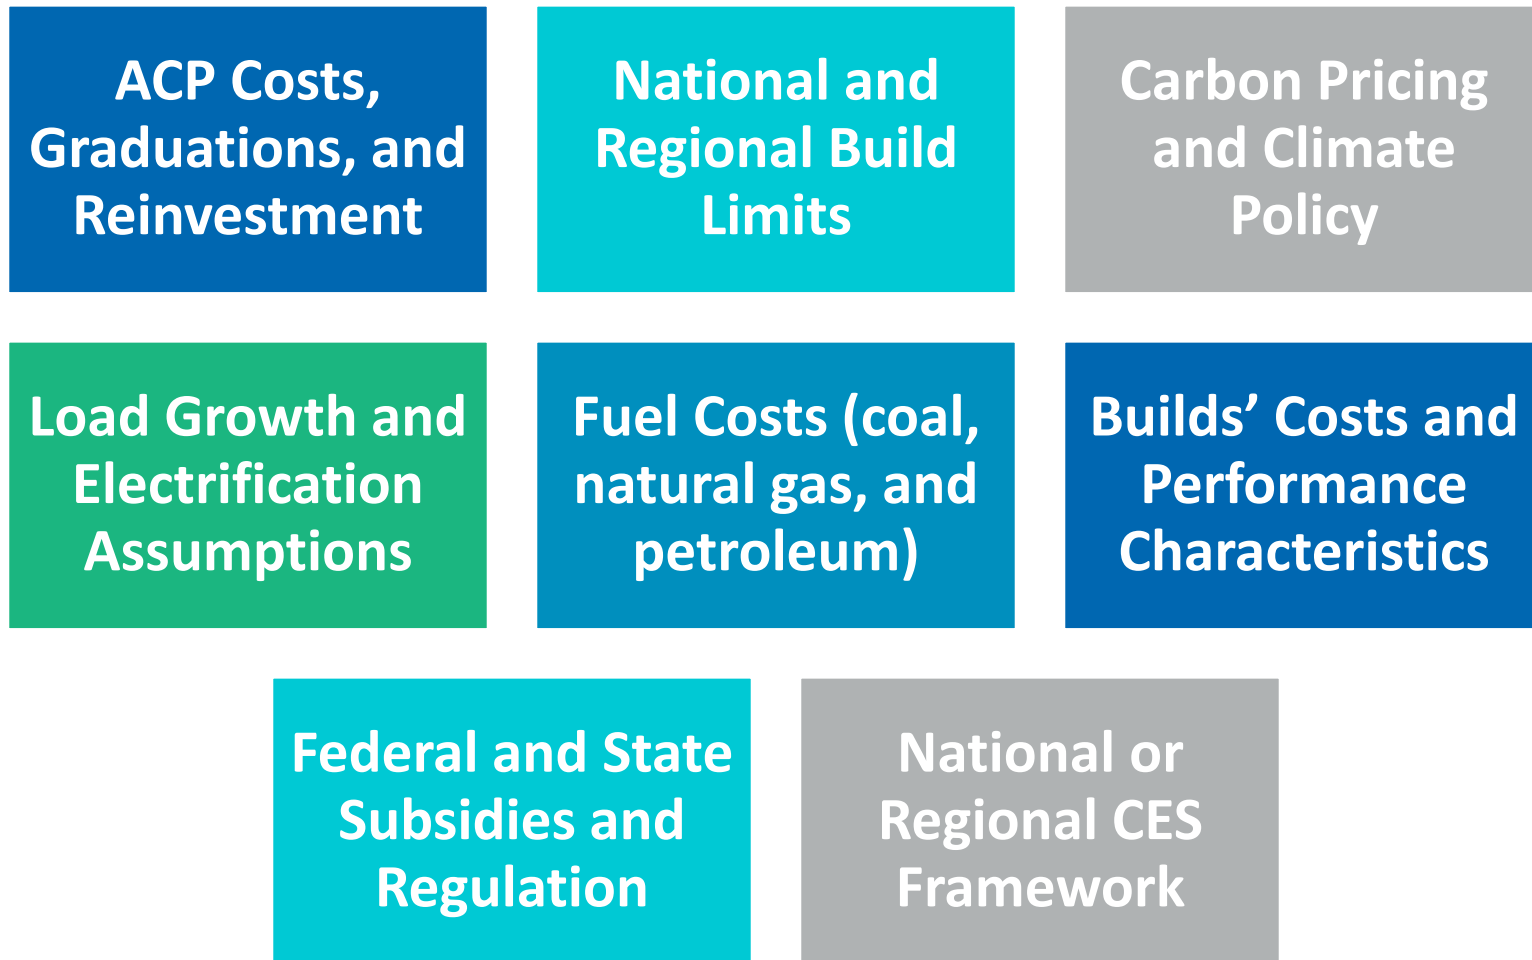 ACP Costs,
Graduations, and
Reinvestment
National and
Regional Build
Limits
Carbon Pricing
and Climate
Policy
Load Growth and
Electrification
Assumptions
Fuel Costs (coal,
natural gas, and
petroleum)
Builds’ Costs and
Performance
Characteristics
Federal and State
Subsidies and
Regulation
National or
Regional CES
Framework